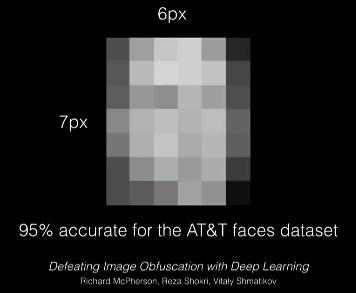 6px
7px
95% accurate for the AT&T faces dataset
Defeating Image Obfuscation with Deep Learning
Richard McPherson, Reza Shokri, Vitaly Shmatikov